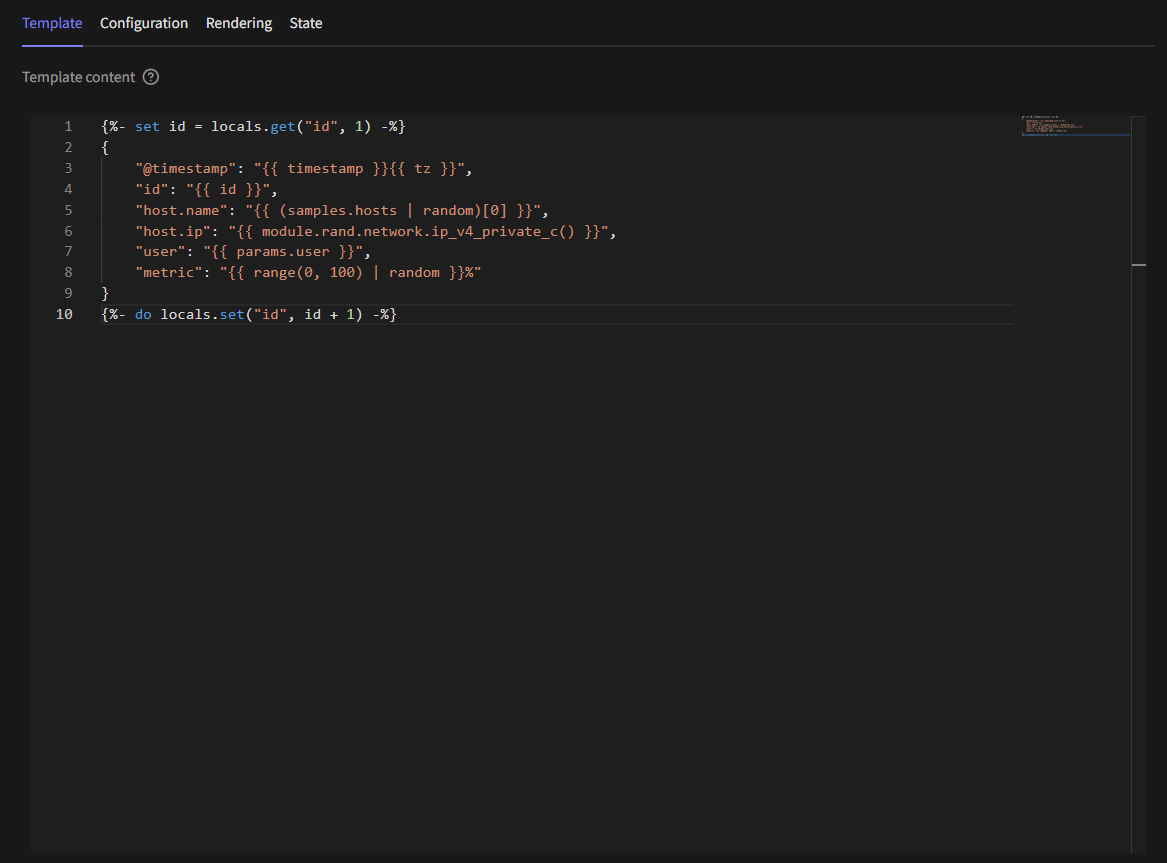 Template Configuration Rendering State
Template content ?
1 {%- set id = locals.get("id", 1) -%}
2 {
3 "@timestamp": "{{ timestamp }}{{ tz }}",
4 "id": "{{ id }}",
5 "host.name": "{{ (samples.hosts | random)[0] }}",
6 "host.ip": "{{ module.rand.network.ip_v4_private_c() }}",
7 "user": "{{ params.user }}",
8 "metric": "{{ range(0, 100) | random }}%"
9 }
10 {%- do locals.set("id", id + 1) -%}